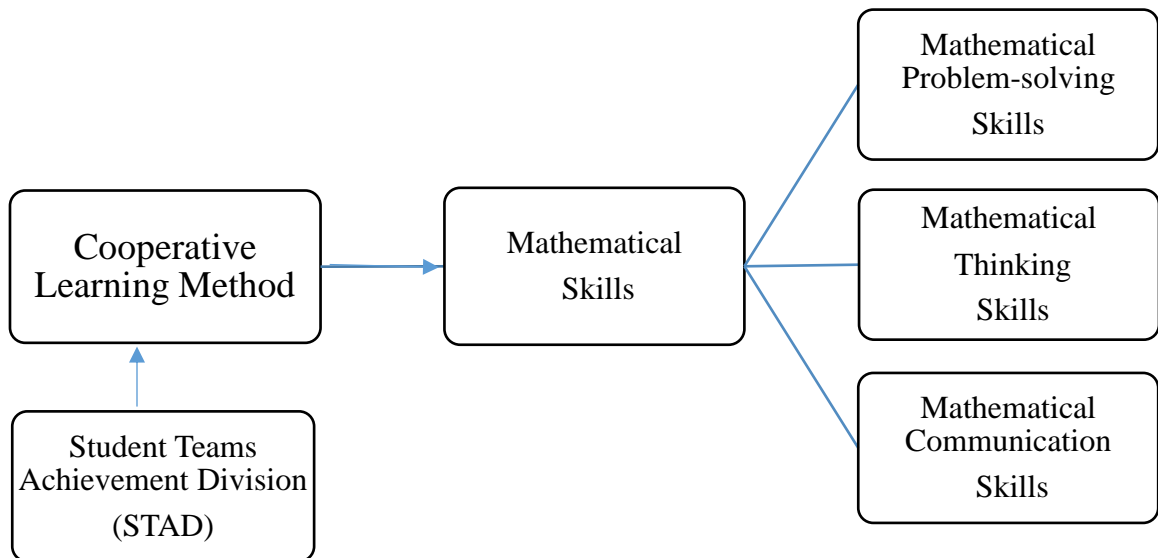 Cooperative
Learning Method
Student Teams
Achievement Division
(STAD)
Mathematical
Skills
Mathematical
Problem-solving
Skills
Mathematical
Thinking
Skills
Mathematical
Communication
Skills